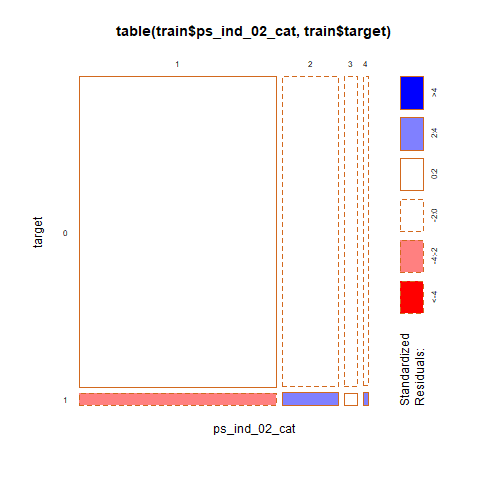 table(train$ps_ind_02_cat, train$target)
1 2 3 4
target
0
1
ps_ind_02_cat
>4
2:4
0:2
-2:0
-4:-2
<-4
Standardized
Residuals: